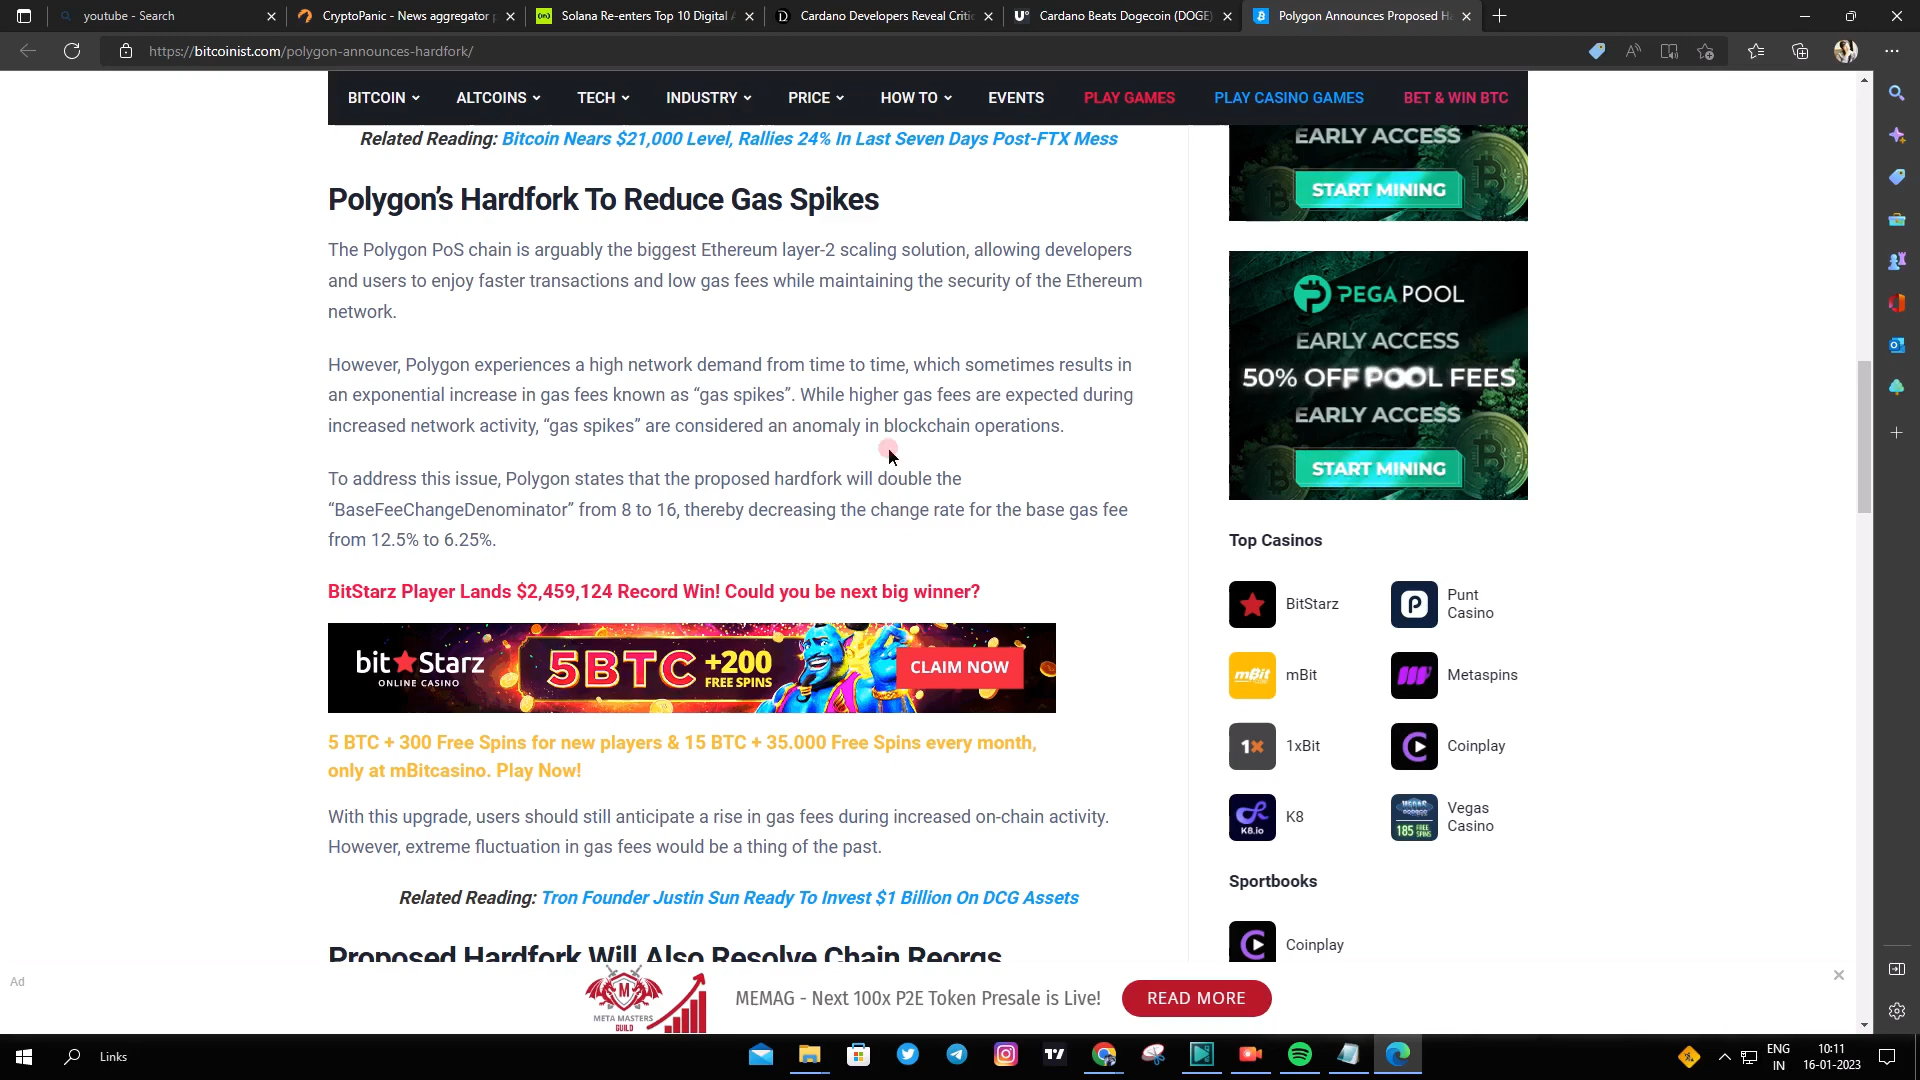 youtube - Search
CryptoPanic - News aggregator
Solana Re-enters Top 10 Digital
Cardano Developers Reveal Critic
Cardano Beats Dogecoin (DOGE)
Polygon Announces Proposed Ha
https://bitcoinist.com/polygon-announces-hardfork/
BITCOIN ALTCOINS TECH INDUSTRY PRICE HOW TO EVENTS PLAY GAMES PLAY CASINO GAMES BET & WIN BTC
Related Reading: Bitcoin Nears $21,000 Level, Rallies 24% In Last Seven Days Post-FTX Mess
Polygon’s Hardfork To Reduce Gas Spikes
The Polygon PoS chain is arguably the biggest Ethereum layer-2 scaling solution, allowing developers
and users to enjoy faster transactions and low gas fees while maintaining the security of the Ethereum
network.
However, Polygon experiences a high network demand from time to time, which sometimes results in
an exponential increase in gas fees known as “gas spikes”. While higher gas fees are expected during
increased network activity, “gas spikes” are considered an anomaly in blockchain operations.
To address this issue, Polygon states that the proposed hardfork will double the
“BaseFeeChangeDenominator” from 8 to 16, thereby decreasing the change rate for the base gas fee
from 12.5% to 6.25%.
BitStarz Player Lands $2,459,124 Record Win! Could you be next big winner?
bit Starz
ONLINE CASINO
5BTC +200
FREE SPINS
CLAIM NOW
5 BTC + 300 Free Spins for new players & 15 BTC + 35.000 Free Spins every month,
only at mBitcasino. Play Now!
With this upgrade, users should still anticipate a rise in gas fees during increased on-chain activity.
However, extreme fluctuation in gas fees would be a thing of the past.
Related Reading: Tron Founder Justin Sun Ready To Invest $1 Billion On DCG Assets
Proposed Hardfork Will Also Resolve Chain Reorgs
EARLY ACCESS
START MINING
PEGA POOL
EARLY ACCESS
50% OFF POOL FEES
EARLY ACCESS
START MINING
Top Casinos
BitStarz
Punt
Casino
mBit
mBit
Metaspins
1x
1xBit
Coinplay
K8.io
K8
VEGAS
185 FREE SPINS
Vegas
Casino
Sportbooks
Coinplay
Ad
META MASTERS
GUILD
MEMAG - Next 100x P2E Token Presale is Live!
READ MORE
Links
ENG
IN
10:11
16-01-2023